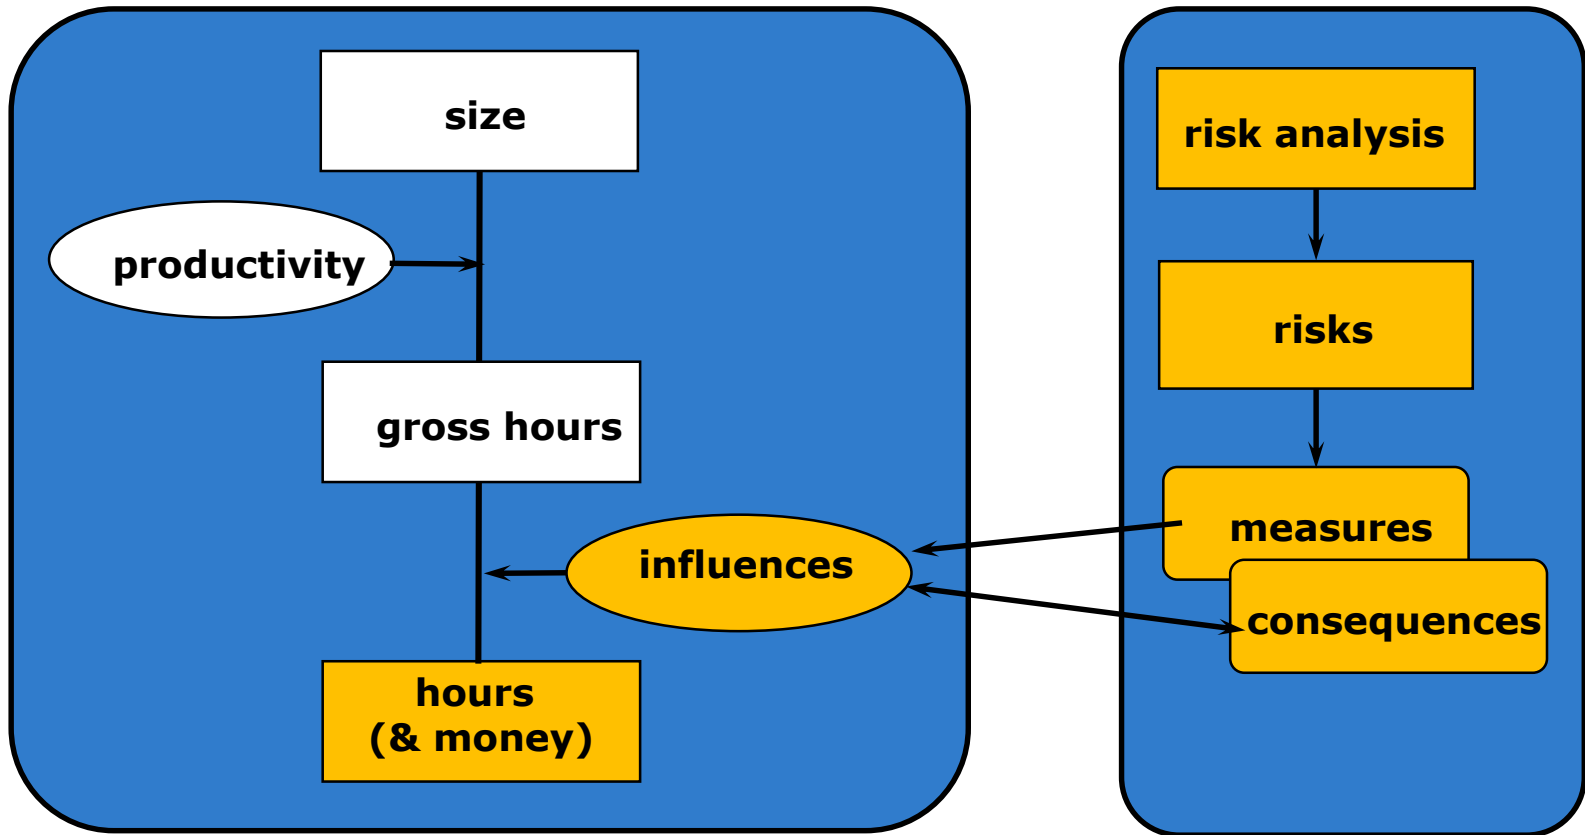 size
productivity
gross hours
influences
hours
(& money)
risk analysis
risks
measures
consequences